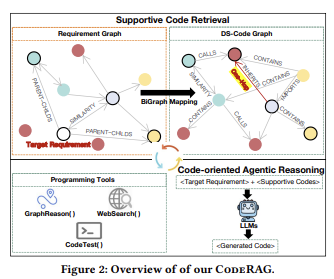 Supportive Code Retrieval
Requirement Graph
DS-Code Graph
PARENT-CHILDS
SIMILARITY
PARENT-CHILDS
Target Requirement
BiGraph Mapping
CALLS
CONTAINS
SIMILARITY
INHERITS
CONTAINS
IMPORTS
CONTAINS
CALLS
CONTAINS
Programming Tools
GraphReason()
WebSearch()
CodeTest()
Code-oriented Agentic Reasoning
<Target Requirement> + <Supportive Codes>
LLMs
<Generated Code>
Figure 2: Overview of of our CODERAG.